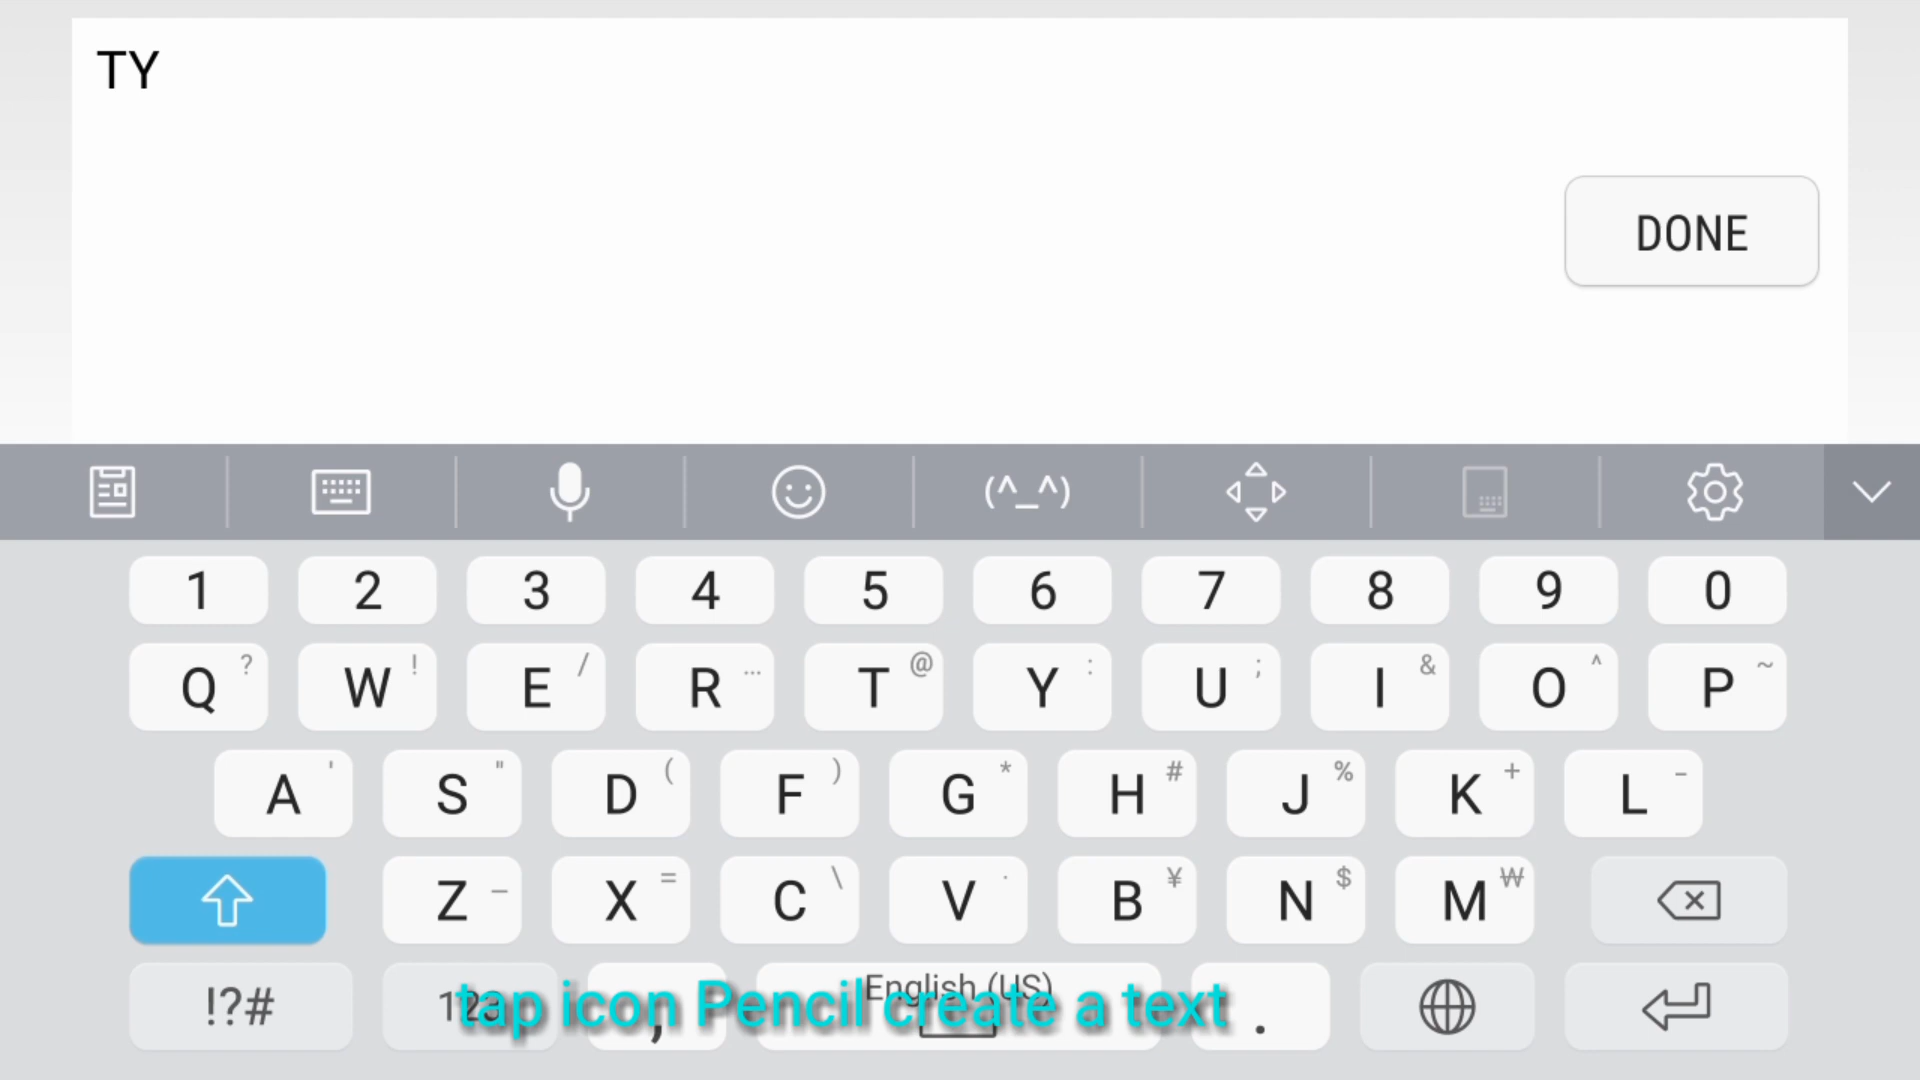 TY
DONE
(^_^)
1 2 3 4 5 6 7 8 9 0
Q ? W ! E / R ... T @ Y : U ; I & O ^ P ~
A ' S " D ( F ) G * H # J % K + L -
Z _ X = C \ V · B ¥ N $ M ₩
!?# 123 , English (US) .
tap icon Pencil create a text